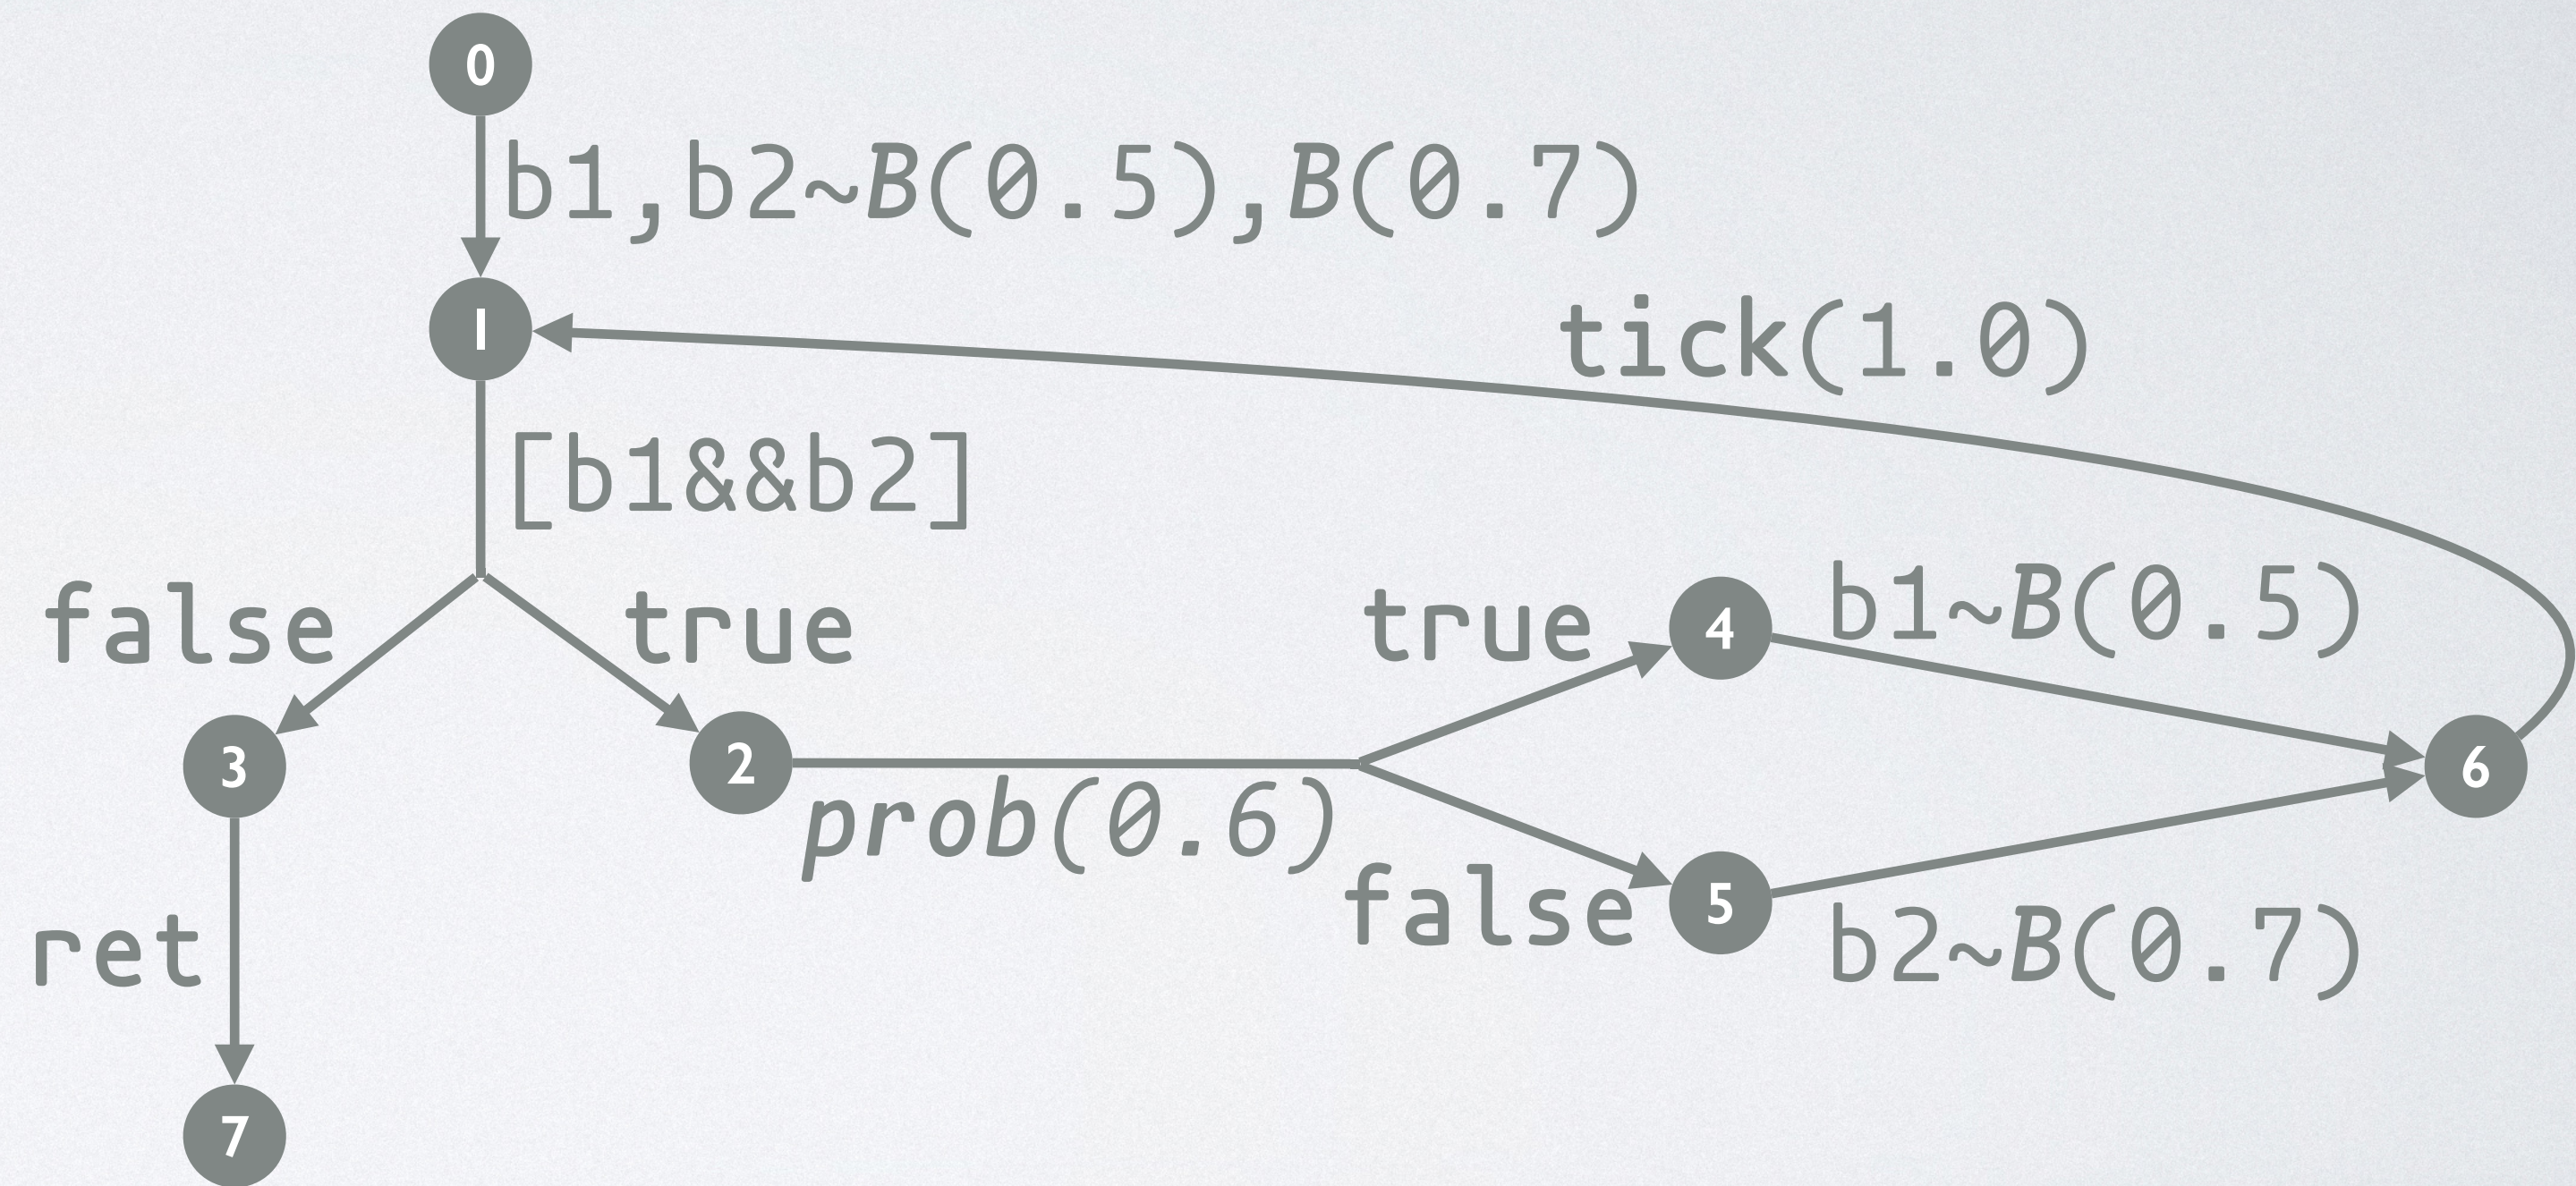 0
b1,b2~B(0.5),B(0.7)
1
tick(1.0)
[b1&&b2]
false
true
true
4
b1~B(0.5)
3
2
prob(0.6)
6
false
5
b2~B(0.7)
ret
7